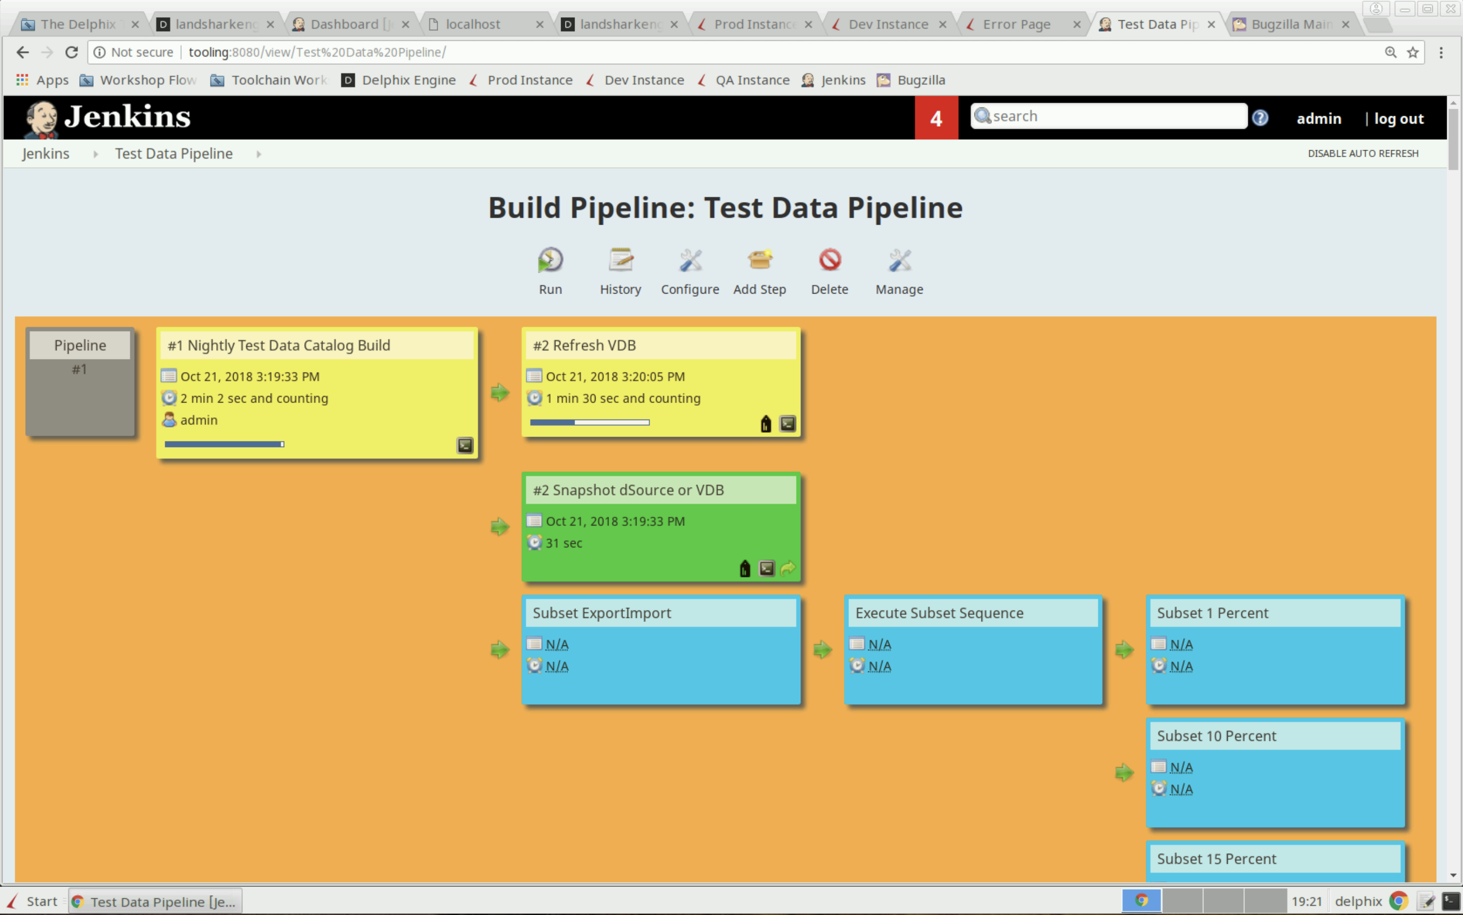 The Delphix
landsharkeng
Dashboard [J
localhost
landsharkeng
Prod Instance
Dev Instance
Error Page
Test Data Pip
Bugzilla Main
Not secure | tooling:8080/view/Test%20Data%20Pipeline/
Apps
Workshop Flow
Toolchain Work
Delphix Engine
Prod Instance
Dev Instance
QA Instance
Jenkins
Bugzilla
Jenkins
4
search
admin
| log out
Jenkins
Test Data Pipeline
DISABLE AUTO REFRESH
Build Pipeline: Test Data Pipeline
Run
History
Configure
Add Step
Delete
Manage
Pipeline
#1
#1 Nightly Test Data Catalog Build
Oct 21, 2018 3:19:33 PM
2 min 2 sec and counting
admin
#2 Refresh VDB
Oct 21, 2018 3:20:05 PM
1 min 30 sec and counting
#2 Snapshot dSource or VDB
Oct 21, 2018 3:19:33 PM
31 sec
Subset ExportImport
N/A
N/A
Execute Subset Sequence
N/A
N/A
Subset 1 Percent
N/A
N/A
Subset 10 Percent
N/A
N/A
Subset 15 Percent
Start
Test Data Pipeline [Je...
19:21
delphix